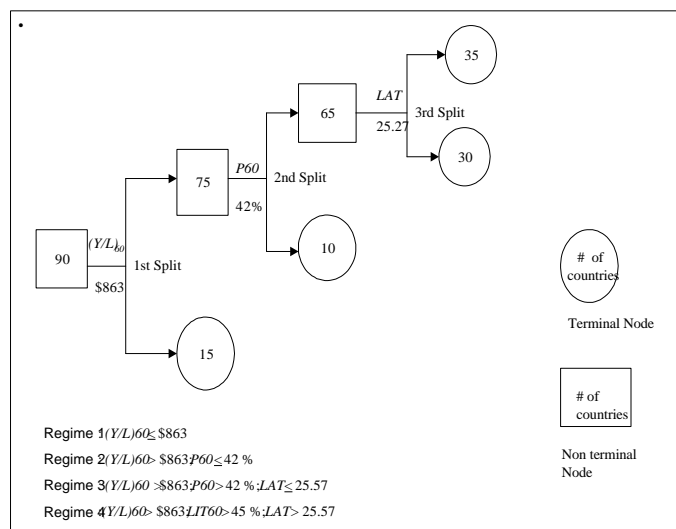 35
LAT
65
3rd Split
25.27
30
P60
75
2nd Split
42%
(Y/L)60
90
10
1st Split
$863
15
# of
countries
Terminal Node
# of
countries
Non terminal
Node
Regime 1(Y/L)60≤ $863
Regime 2(Y/L)60> $863;P60≤ 42 %
Regime 3(Y/L)60 >$863;P60> 42 %;LAT≤ 25.57
Regime 4(Y/L)60> $863;LIT60> 45 %;LAT> 25.57